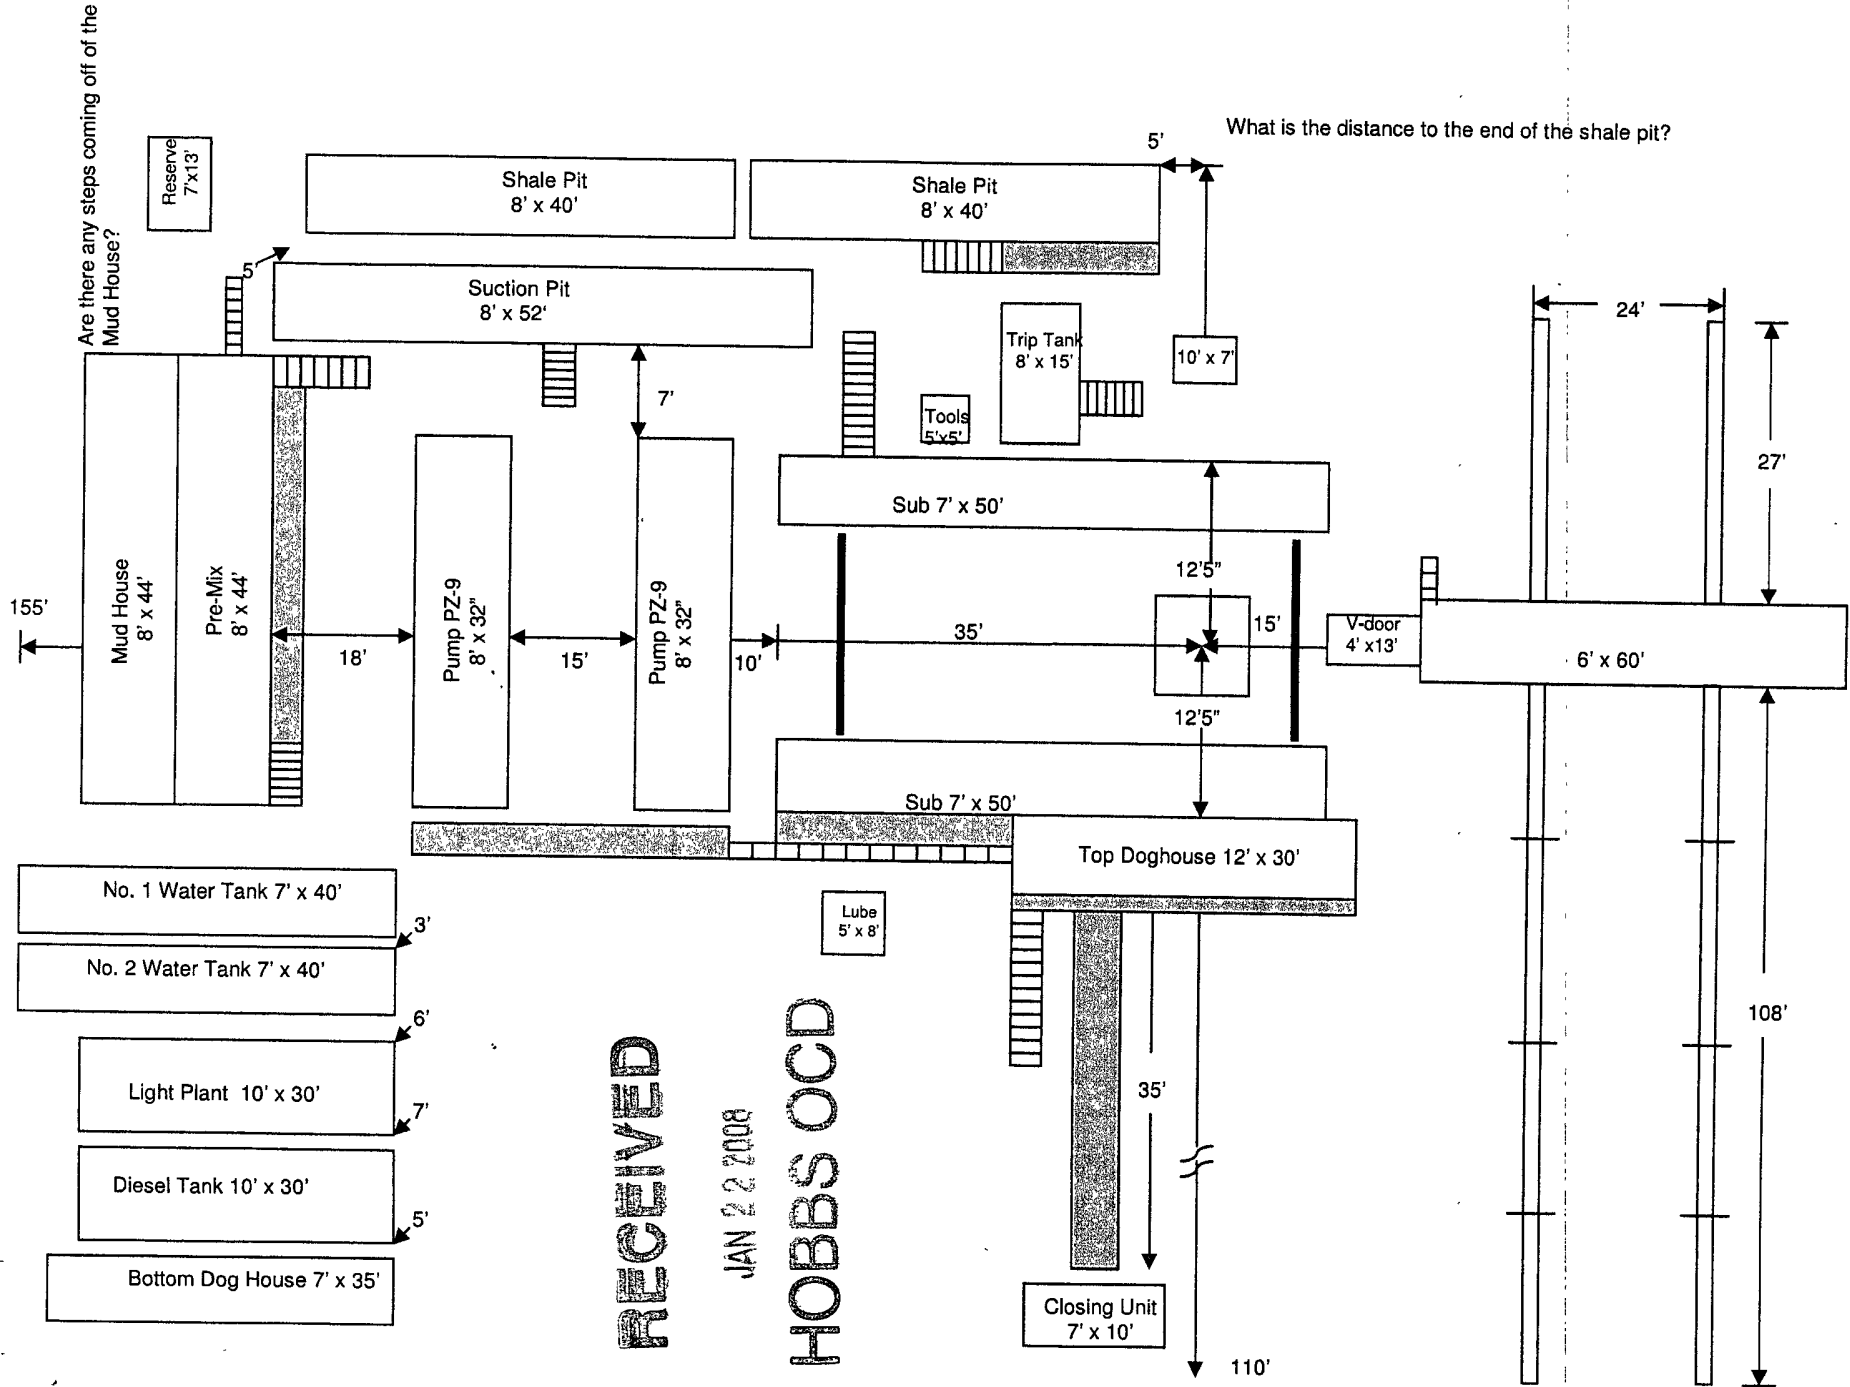 Are there any steps coming off of the
Mud House?
Reserve
7'x13'
Shale Pit
8' x 40'
Shale Pit
8' x 40'
5'
What is the distance to the end of the shale pit?
5'
Suction Pit
8' x 52'
7'
Trip Tank
8' x 15'
10' x 7'
Tools
5'x5'
24'
27'
Sub 7' x 50'
12'5"
155'
Mud House
8' x 44'
Pre-Mix
8' x 44'
18'
Pump PZ-9
8' x 32"
15'
Pump PZ-9
8' x 32"
10'
35'
15'
V-door
4' x13'
6' x 60'
12'5"
Sub 7' x 50'
Top Doghouse 12' x 30'
No. 1 Water Tank 7' x 40'
3'
No. 2 Water Tank 7' x 40'
6'
Light Plant 10' x 30'
7'
Diesel Tank 10' x 30'
5'
Bottom Dog House 7' x 35'
Lube
5' x 8'
RECEIVED
JAN 22 2008
HOBBS OCD
35'
108'
Closing Unit
7' x 10'
110'